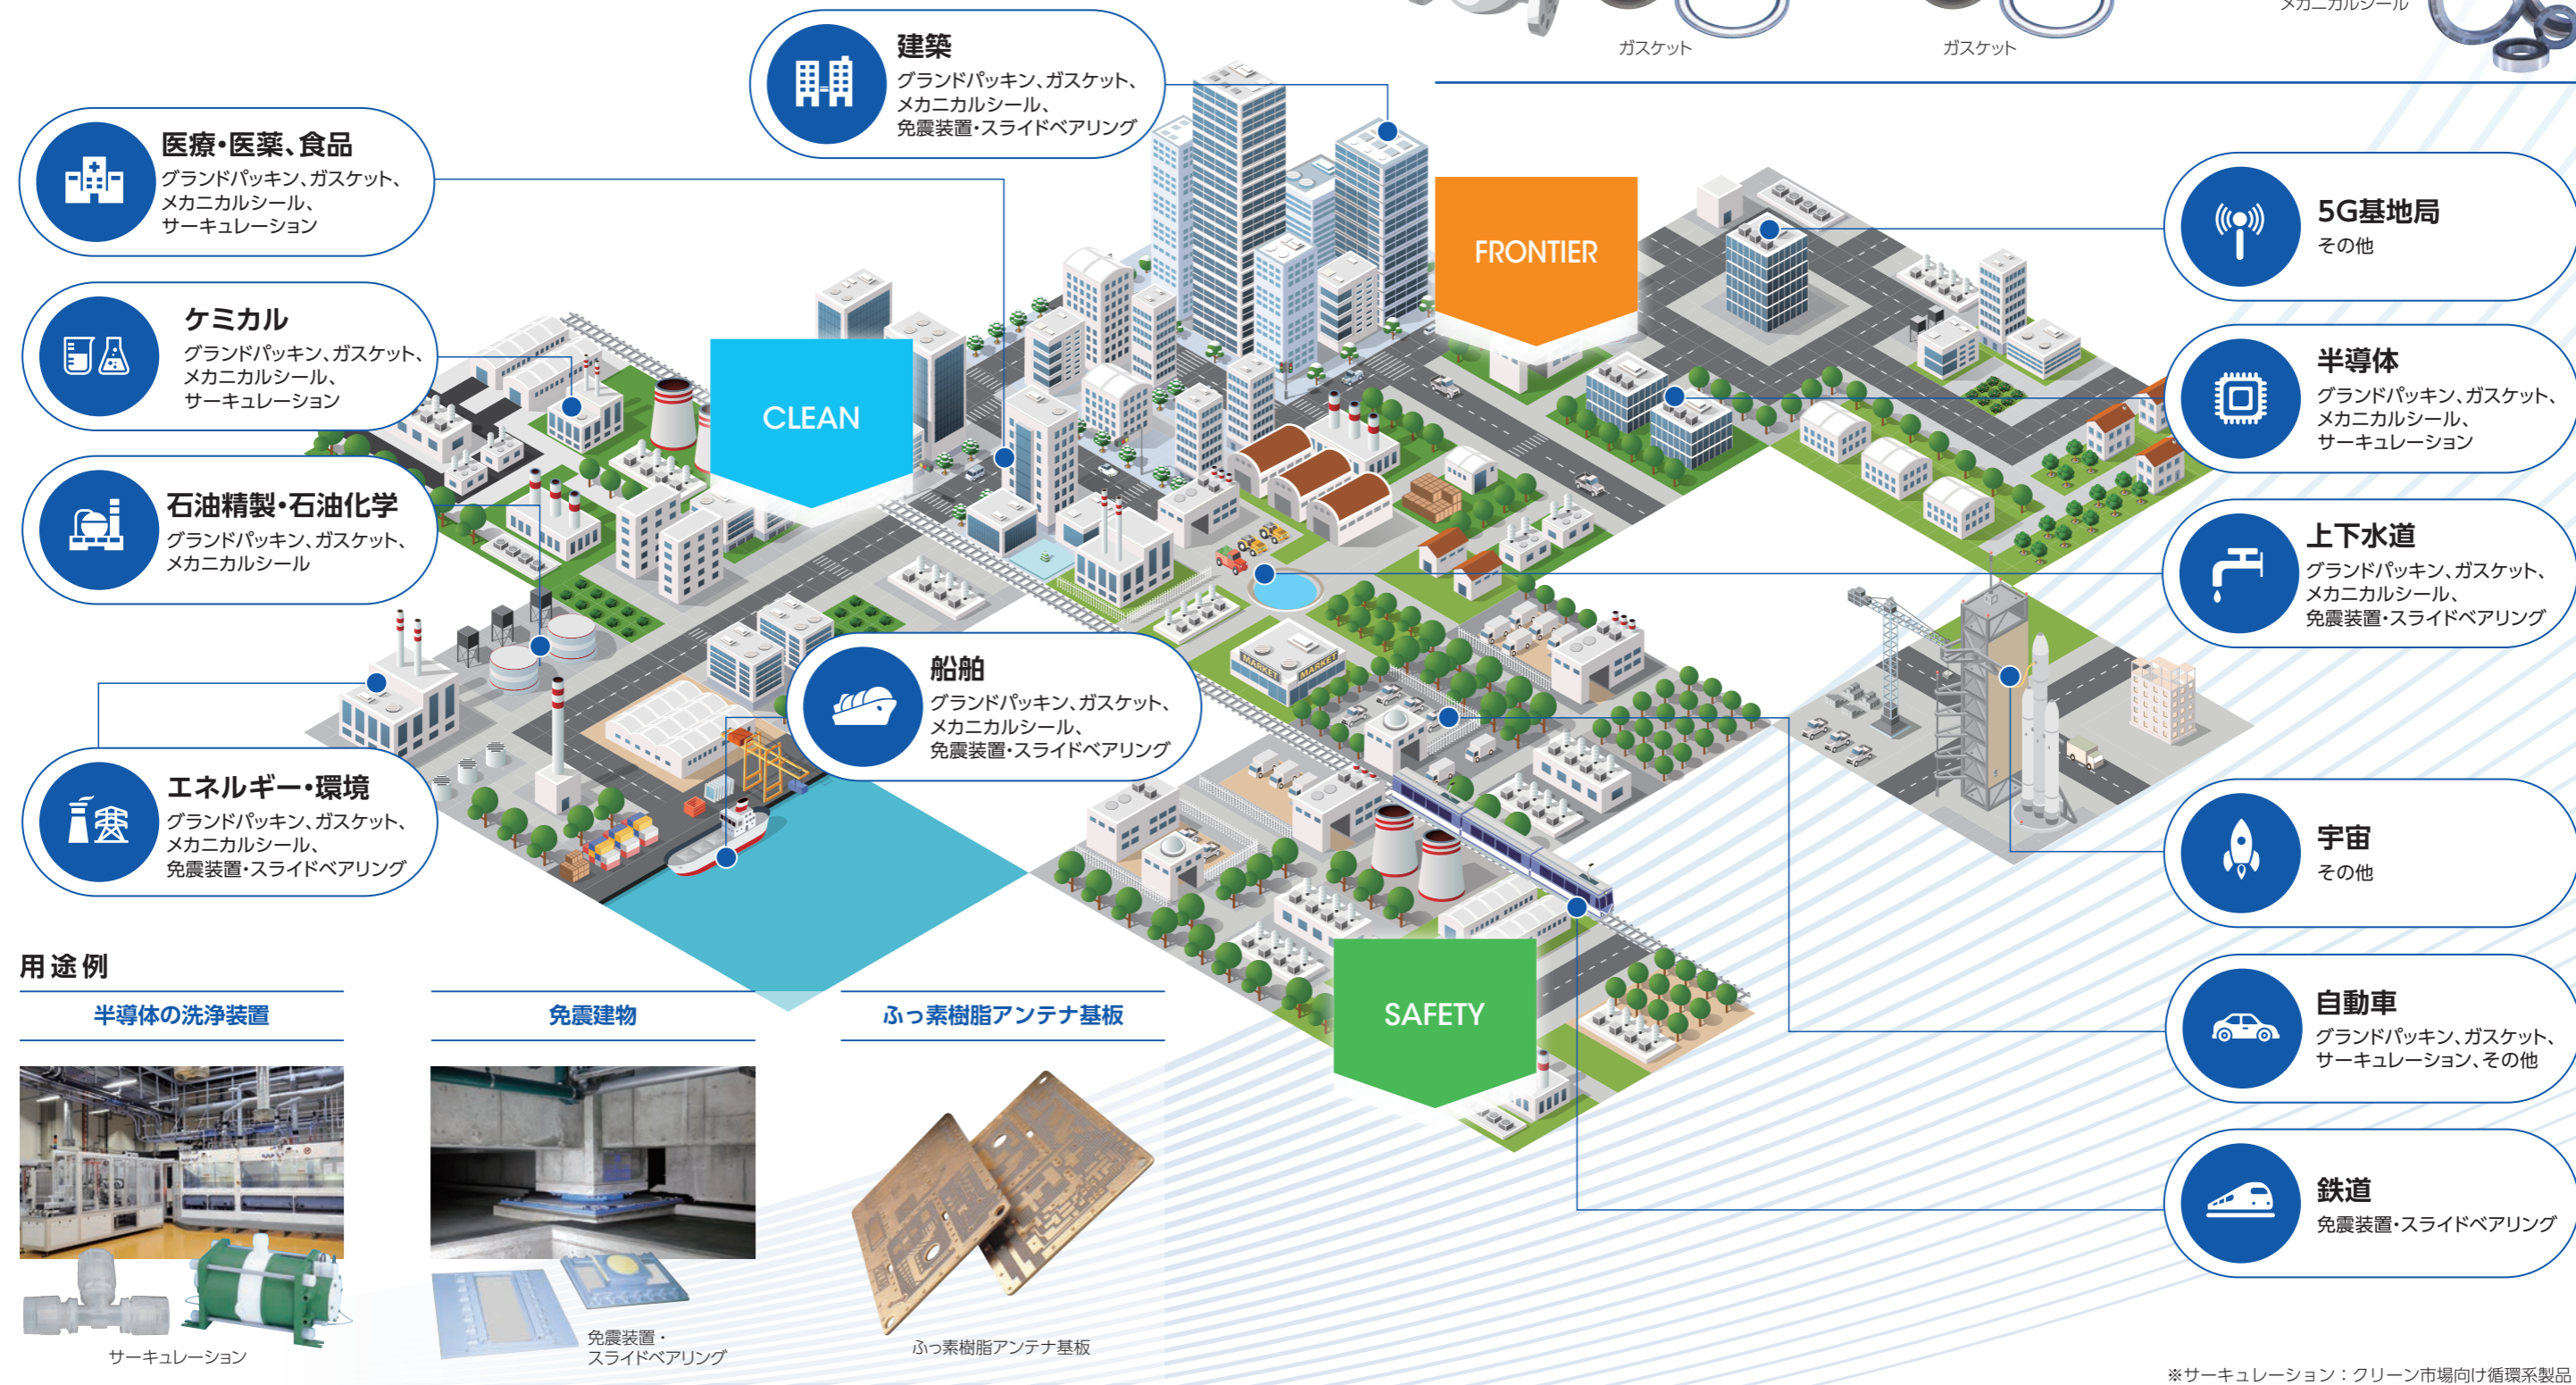 ガスケット
ガスケット
メカニカルシール
建築
グランドパッキン、ガスケット、
メカニカルシール、
免震装置・スライドベアリング
医療・医薬、食品
グランドパッキン、ガスケット、
メカニカルシール、
サーキュレーション
ケミカル
グランドパッキン、ガスケット、
メカニカルシール、
サーキュレーション
石油精製・石油化学
グランドパッキン、ガスケット、
メカニカルシール
エネルギー・環境
グランドパッキン、ガスケット、
メカニカルシール、
免震装置・スライドベアリング
CLEAN
FRONTIER
MARKET
MARKET
船舶
グランドパッキン、ガスケット、
メカニカルシール、
免震装置・スライドベアリング
SAFETY
5G基地局
その他
半導体
グランドパッキン、ガスケット、
メカニカルシール、
サーキュレーション
上下水道
グランドパッキン、ガスケット、
メカニカルシール、
免震装置・スライドベアリング
宇宙
その他
自動車
グランドパッキン、ガスケット、
サーキュレーション、その他
鉄道
免震装置・スライドベアリング
用途例
半導体の洗浄装置
サーキュレーション
免震建物
免震装置・
スライドベアリング
ふっ素樹脂アンテナ基板
ふっ素樹脂アンテナ基板
※サーキュレーション：クリーン市場向け循環系製品